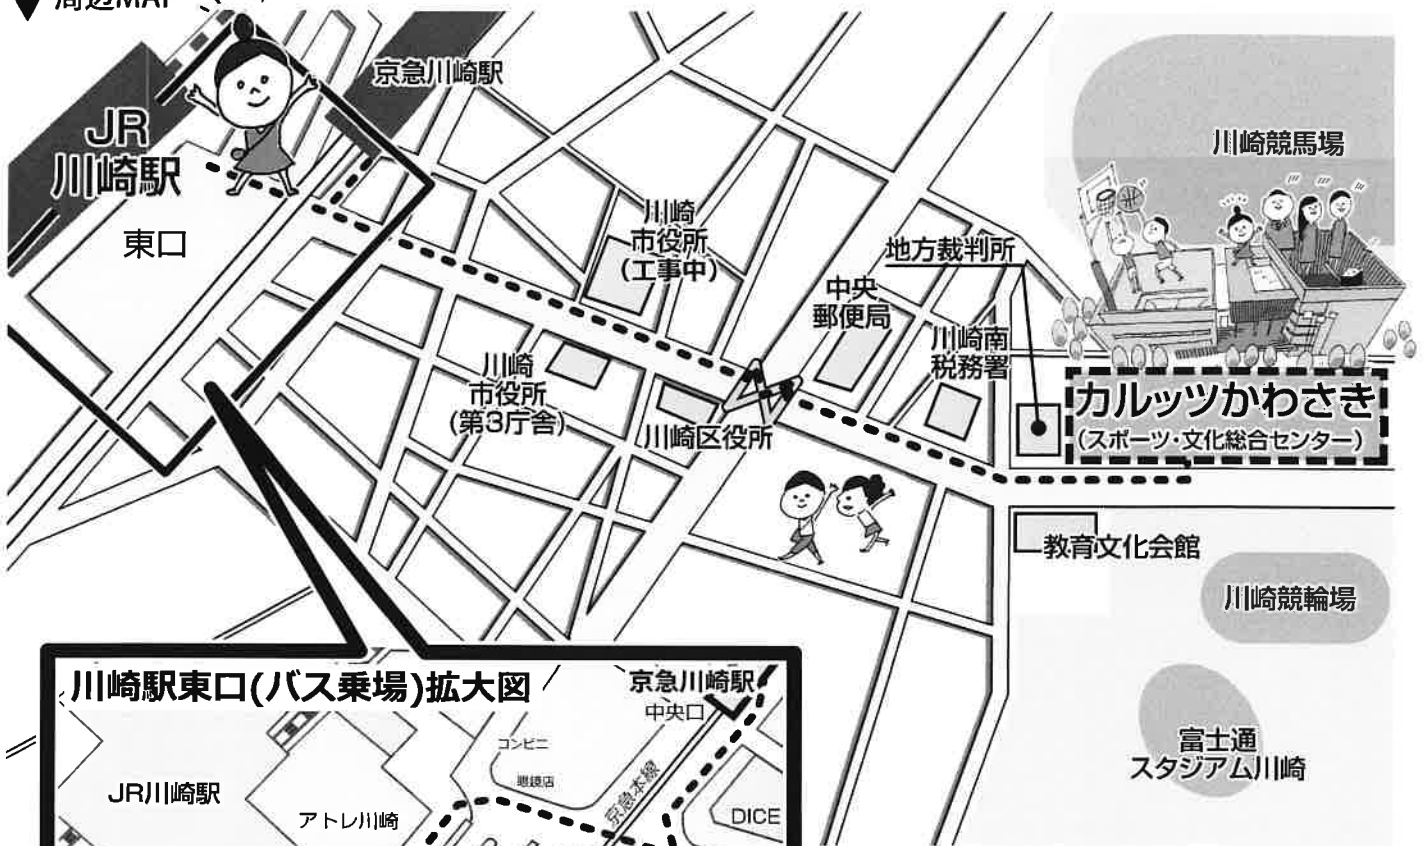 周辺MAP
京急川崎駅
JR
川崎駅
東口
川崎競馬場
川崎
市役所
(工事中)
地方裁判所
中央
郵便局
川崎南
税務署
川崎
市役所
(第3庁舎)
川崎区役所
カルッツかわさき
(スポーツ・文化総合センター)
教育文化会館
川崎競輪場
富士通
スタジアム川崎
川崎駅東口(バス乗場)拡大図
京急川崎駅
中央口
コンビニ
眼鏡店
京急本線
JR川崎駅
アトレ川崎
DICE